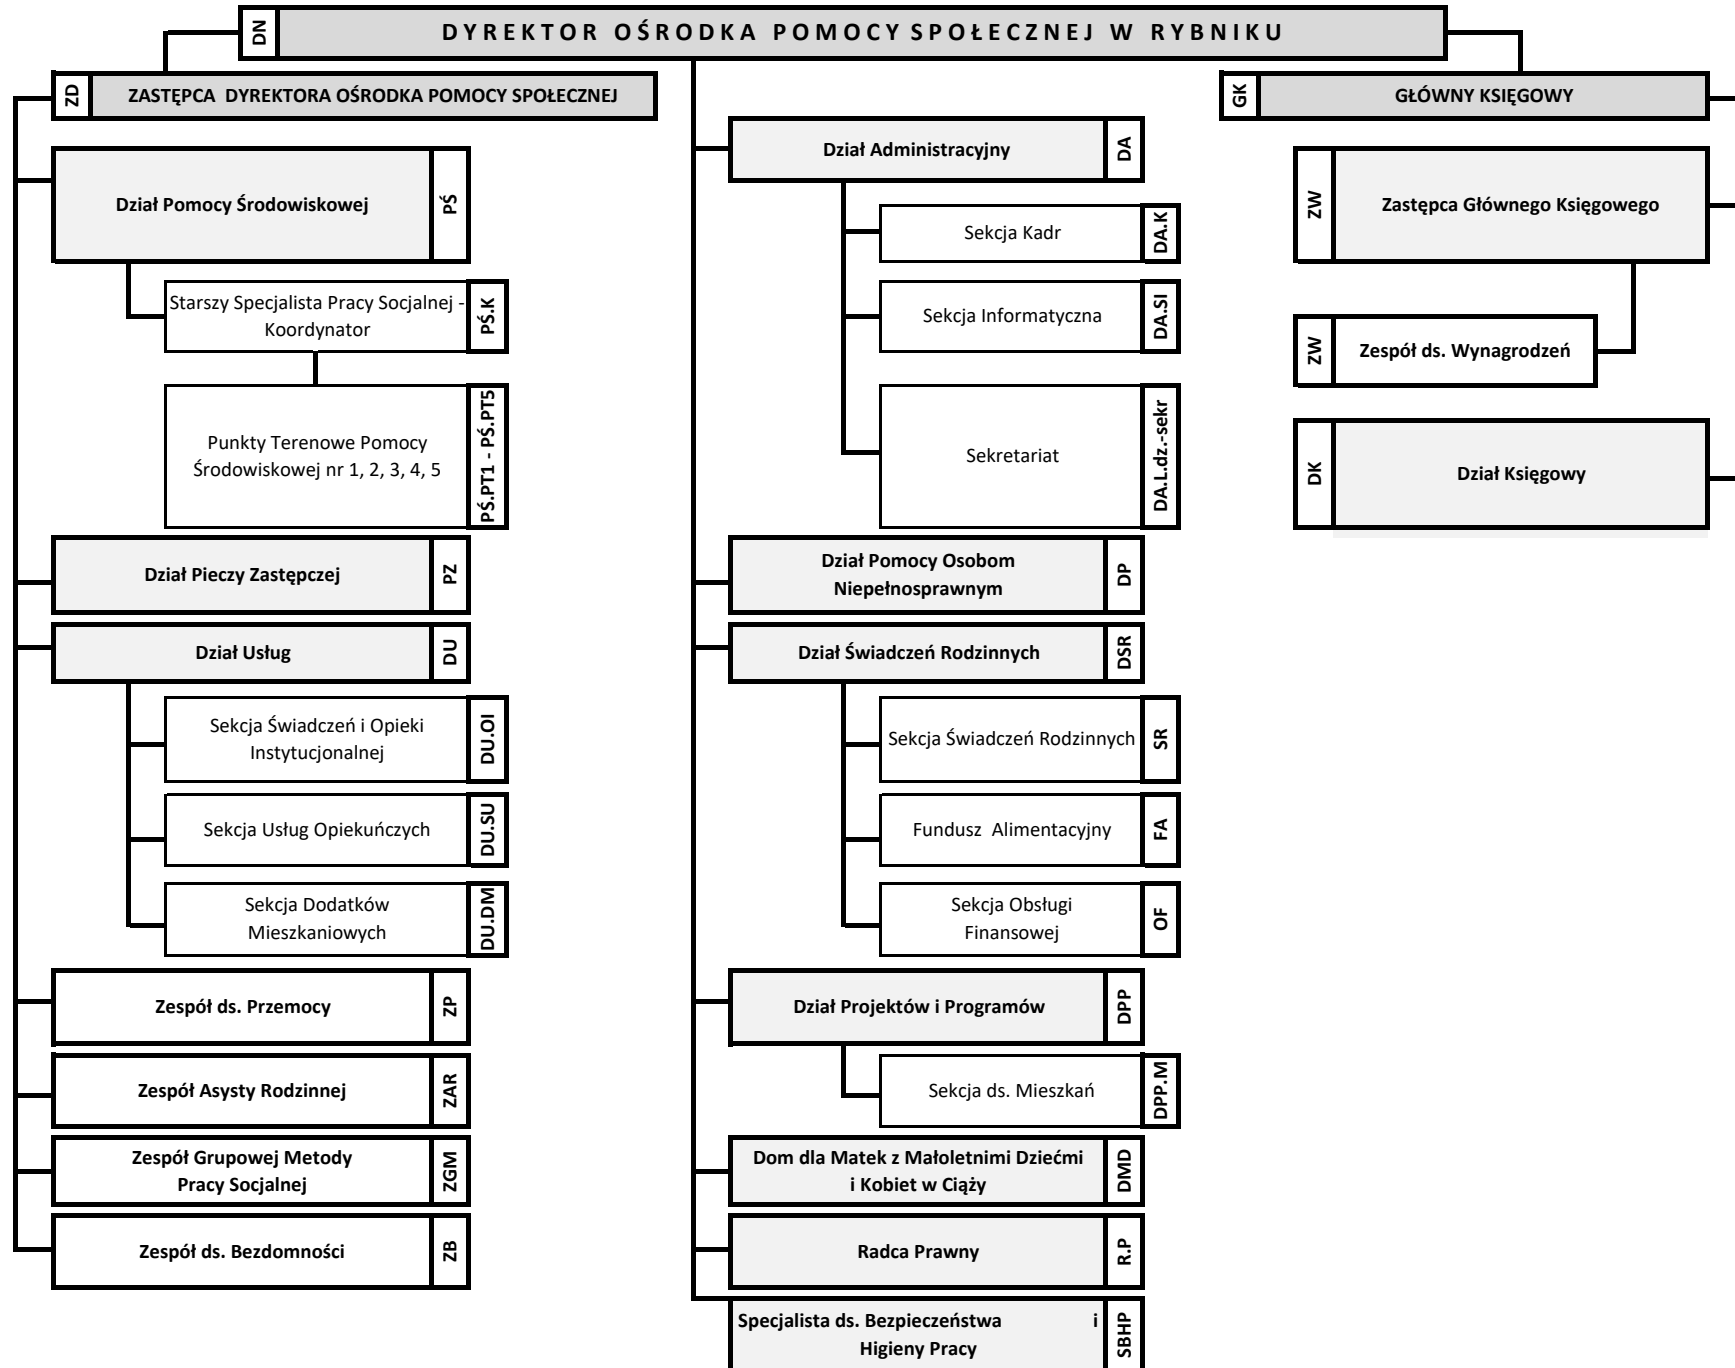 DN
DYREKTOR OŚRODKA POMOCY SPOŁECZNEJ W RYBNIKU
ZD
ZASTĘPCA DYREKTORA OŚRODKA POMOCY SPOŁECZNEJ
GK
GŁÓWNY KSIĘGOWY
Dział Pomocy Środowiskowej
PŚ
Starszy Specjalista Pracy Socjalnej -
Koordynator
PŚ.K
Punkty Terenowe Pomocy
Środowiskowej nr 1, 2, 3, 4, 5
PŚ.PT1 - PŚ.PT5
Dział Pieczy Zastępczej
PZ
Dział Usług
DU
Sekcja Świadczeń i Opieki
Instytucjonalnej
DU.OI
Sekcja Usług Opiekuńczych
DU.SU
Sekcja Dodatków
Mieszkaniowych
DU.DM
Zespół ds. Przemocy
ZP
Zespół Asysty Rodzinnej
ZAR
Zespół Grupowej Metody
Pracy Socjalnej
ZGM
Zespół ds. Bezdomności
ZB
Dział Administracyjny
DA
Sekcja Kadr
DA.K
Sekcja Informatyczna
DA.SI
Sekretariat
DA.L.dz.-sekr
Dział Pomocy Osobom
Niepełnosprawnym
DP
Dział Świadczeń Rodzinnych
DSR
Sekcja Świadczeń Rodzinnych
SR
Fundusz Alimentacyjny
FA
Sekcja Obsługi
Finansowej
OF
Dział Projektów i Programów
DPP
Sekcja ds. Mieszkań
DPP.M
Dom dla Matek z Małoletnimi Dziećmi
i Kobiet w Ciąży
DMD
Radca Prawny
R.P
Specjalista ds. Bezpieczeństwa i
Higieny Pracy
SBHP
ZW
Zastępca Głównego Księgowego
ZW
Zespół ds. Wynagrodzeń
DK
Dział Księgowy